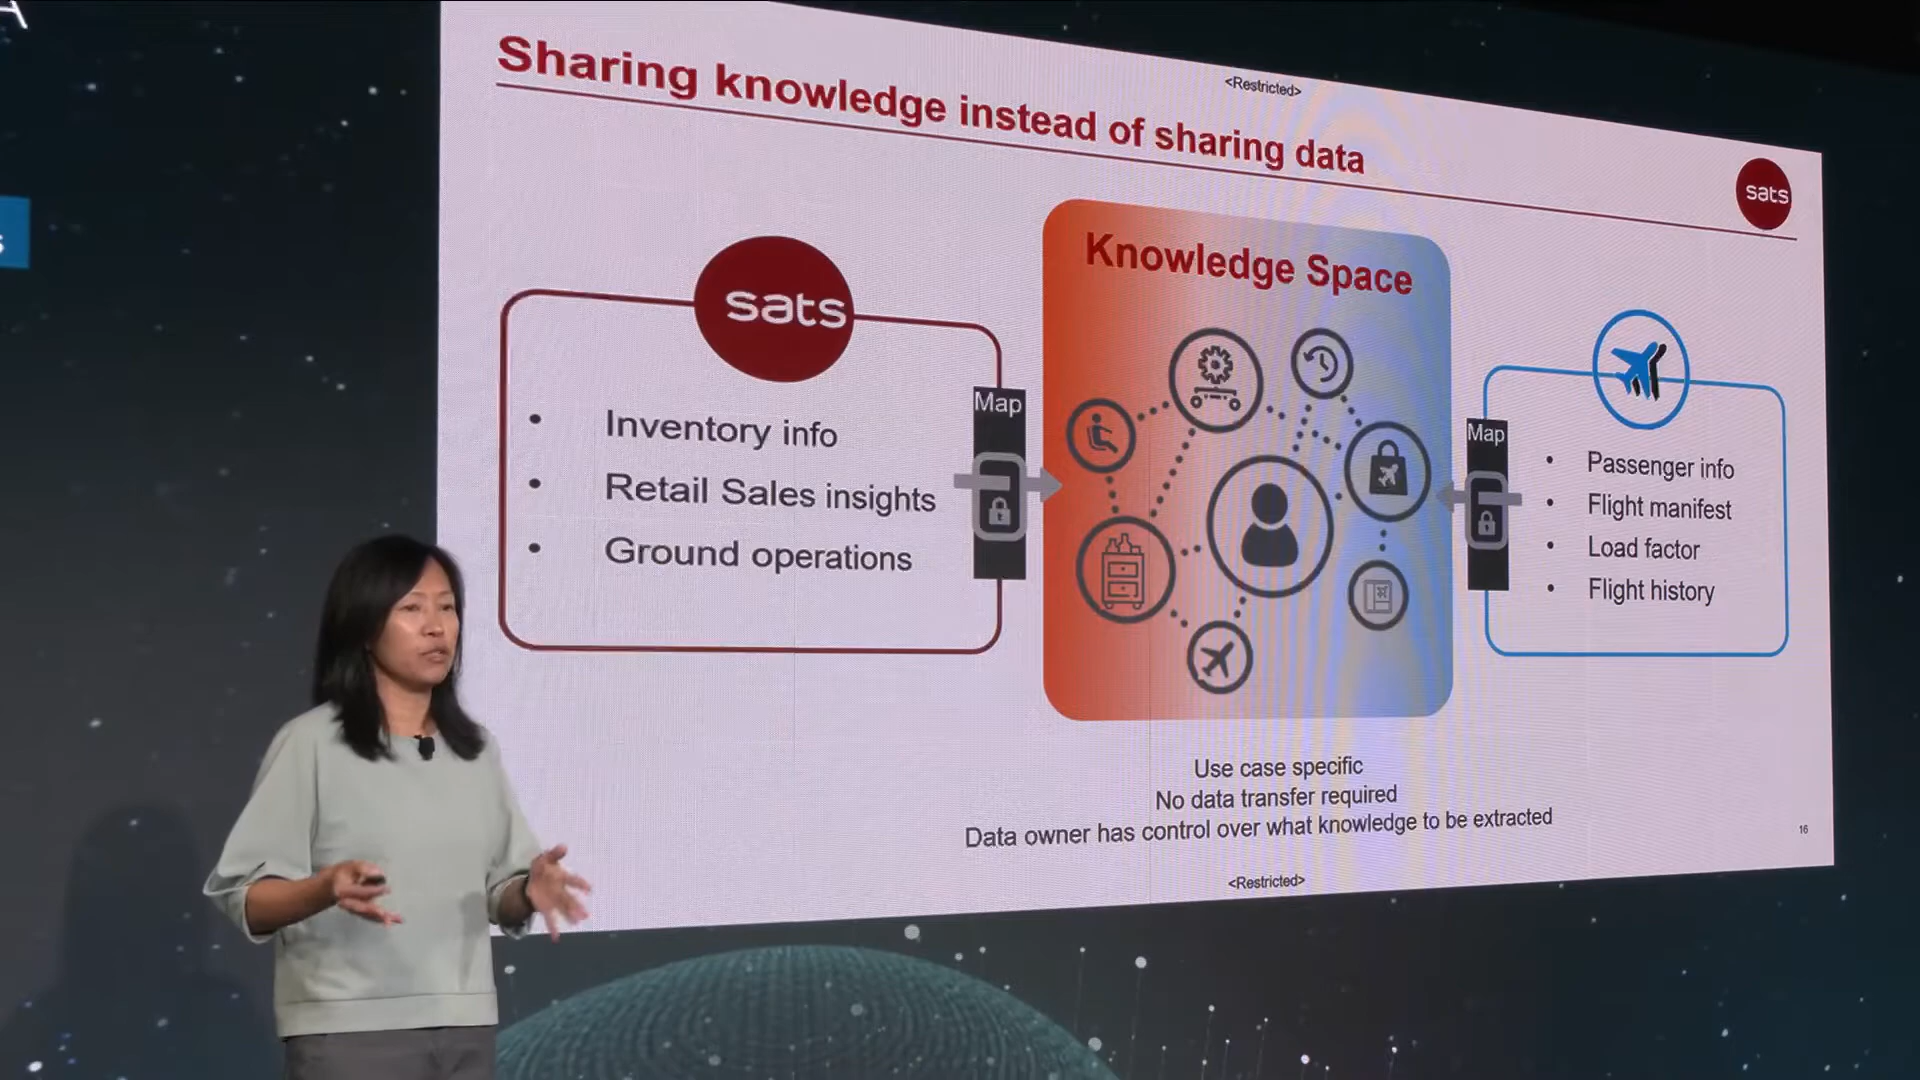 A
s
<Restricted>
Sharing knowledge instead of sharing data
sats
sats
• Inventory info
• Retail Sales insights
• Ground operations
Map
Knowledge Space
Map
• Passenger info
• Flight manifest
• Load factor
• Flight history
Use case specific
No data transfer required
Data owner has control over what knowledge to be extracted
16
<Restricted>